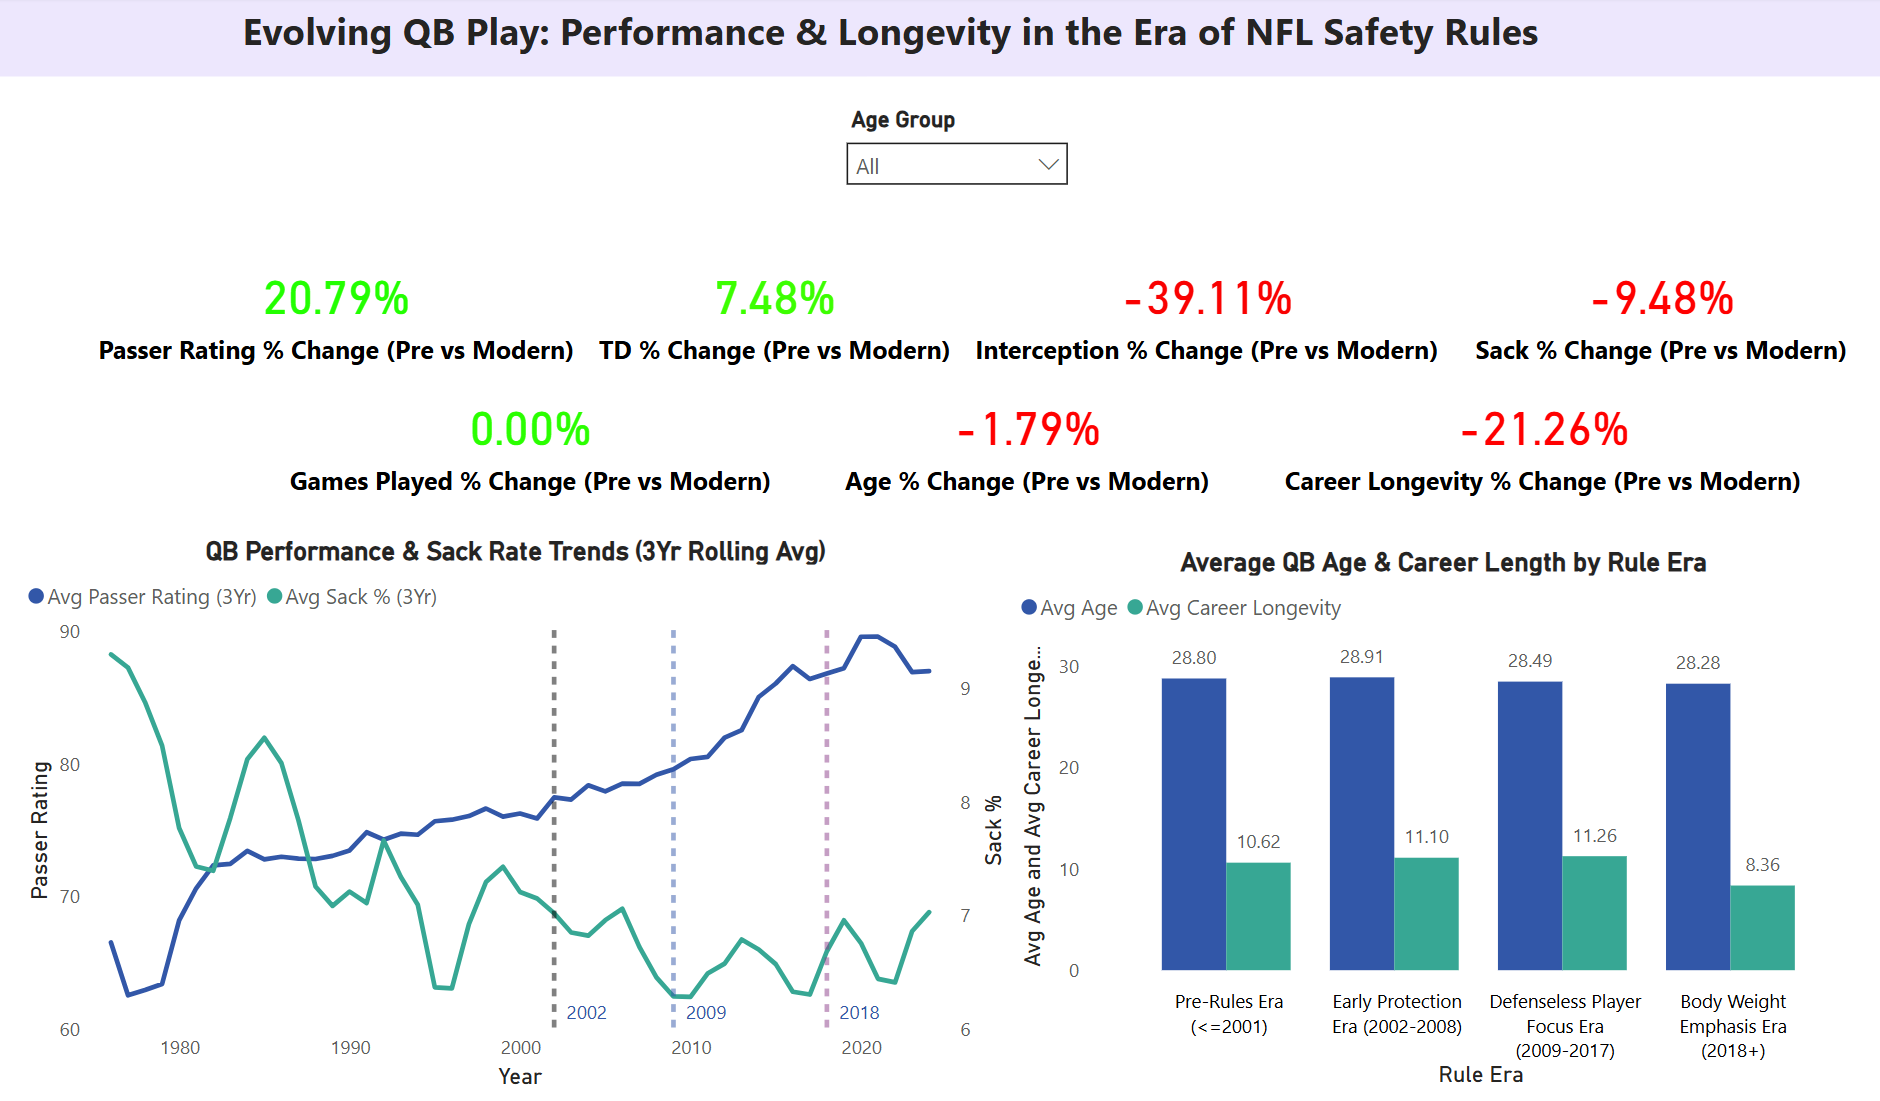 Evolving QB Play: Performance & Longevity in the Era of NFL Safety Rules
Age Group
All
20.79%
Passer Rating % Change (Pre vs Modern)
7.48%
TD % Change (Pre vs Modern)
-39.11%
Interception % Change (Pre vs Modern)
-9.48%
Sack % Change (Pre vs Modern)
0.00%
Games Played % Change (Pre vs Modern)
-1.79%
Age % Change (Pre vs Modern)
-21.26%
Career Longevity % Change (Pre vs Modern)
QB Performance & Sack Rate Trends (3Yr Rolling Avg)
Avg Passer Rating (3Yr) Avg Sack % (3Yr)
90
80
70
60
Passer Rating
9
8
7
6
Sack %
2002
2009
2018
1980 1990 2000 2010 2020
Year
Average QB Age & Career Length by Rule Era
Avg Age Avg Career Longevity
Avg Age and Avg Career Longe...
30
20
10
0
28.80
10.62
28.91
11.10
28.49
11.26
28.28
8.36
Pre-Rules Era
(<=2001)
Early Protection
Era (2002-2008)
Defenseless Player
Focus Era
(2009-2017)
Body Weight
Emphasis Era
(2018+)
Rule Era